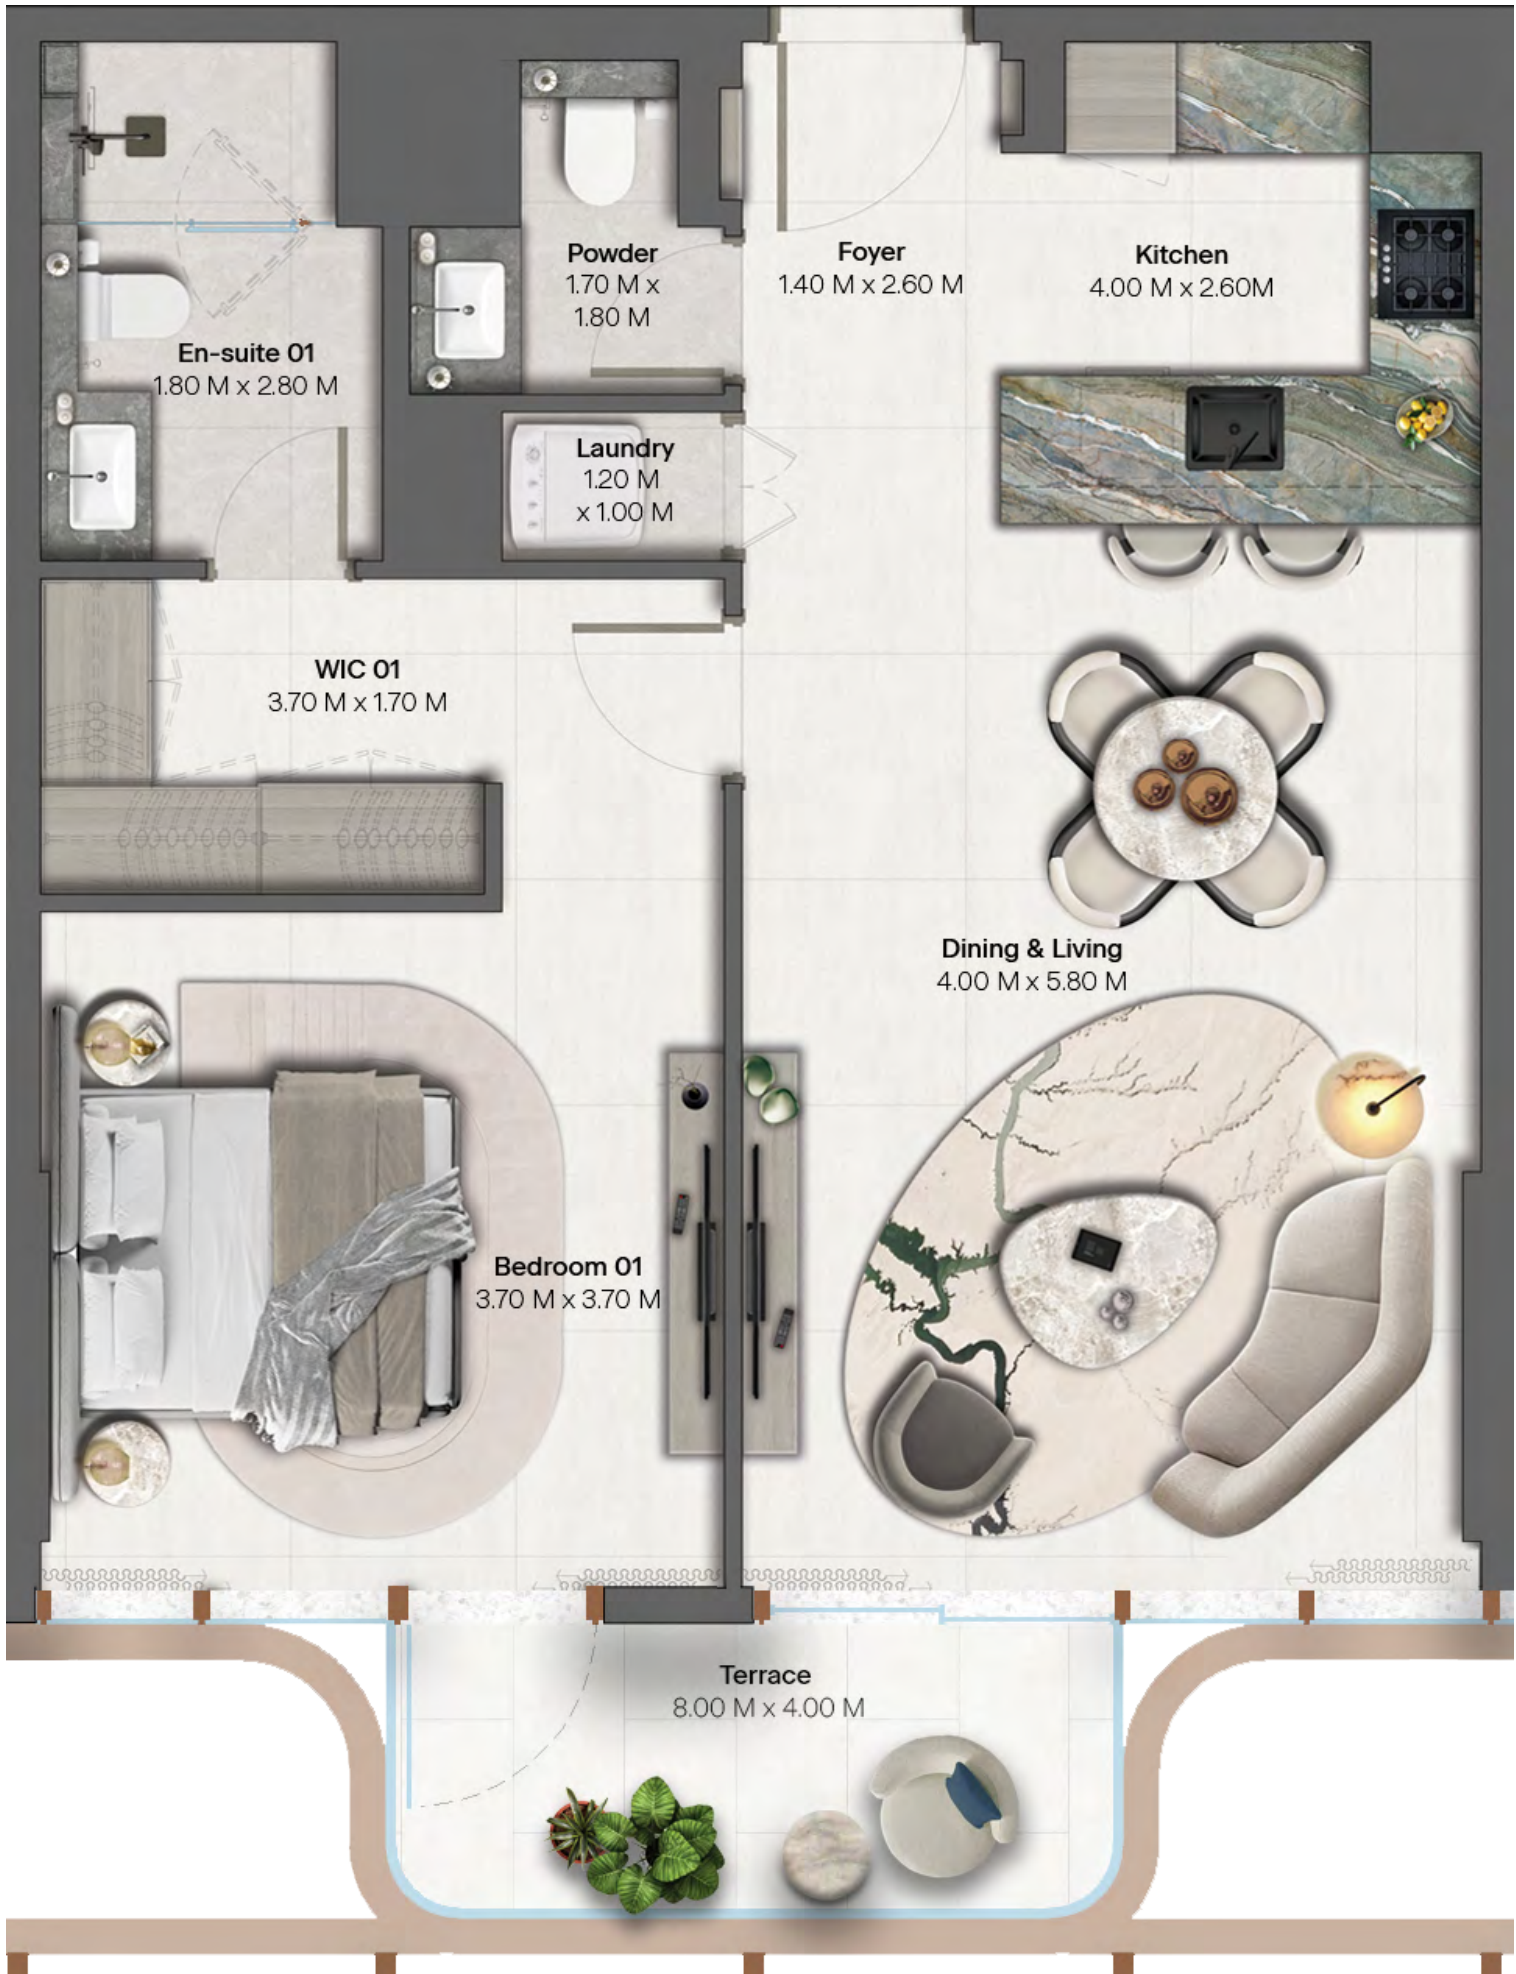 Powder
1.70 M x
1.80 M
Foyer
1.40 M x 2.60 M
Kitchen
4.00 M x 2.60M
En-suite 01
1.80 M x 2.80 M
Laundry
1.20 M
x 1.00 M
WIC 01
3.70 M x 1.70 M
Dining & Living
4.00 M x 5.80 M
Bedroom 01
3.70 M x 3.70 M
Terrace
8.00 M x 4.00 M